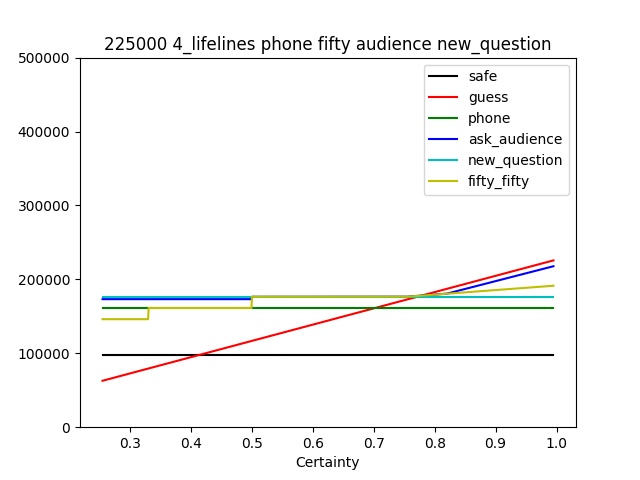 225000 4_lifelines phone fifty audience new_question
500000
400000
300000
200000
100000
0
safe
guess
phone
ask_audience
new_question
fifty_fifty
0.3 0.4 0.5 0.6 0.7 0.8 0.9 1.0
Certainty